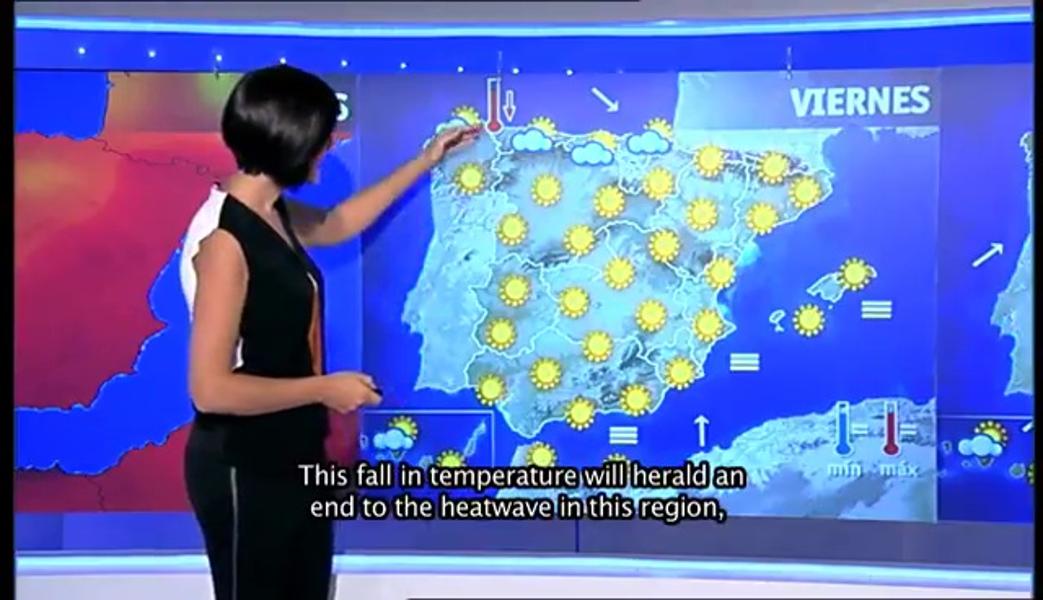 S
VIERNES
mín
máx
This fall in temperature will herald an
end to the heatwave in this region,